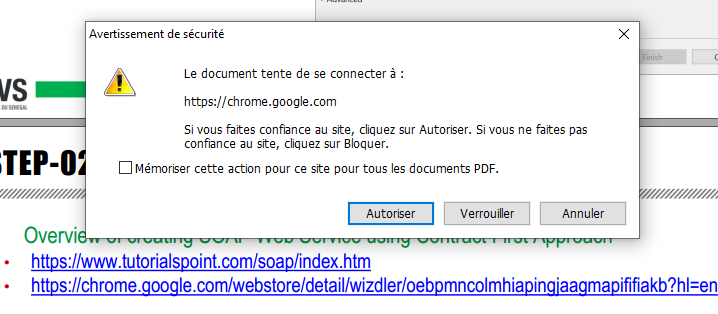 Advanced
Avertissement de sécurité
Finish
Le document tente de se connecter à :
https://chrome.google.com
VS
DU SENEGAL
Si vous faites confiance au site, cliquez sur Autoriser. Si vous ne faites pas
confiance au site, cliquez sur Bloquer.
STEP-02
Mémoriser cette action pour ce site pour tous les documents PDF.
Autoriser
Verrouiller
Annuler
Overview of creating SOAP Web Service using Contract First Approach
• https://www.tutorialspoint.com/soap/index.htm
• https://chrome.google.com/webstore/detail/wizdler/oebpmncolmhiapingjaagmapififiakb?hl=en